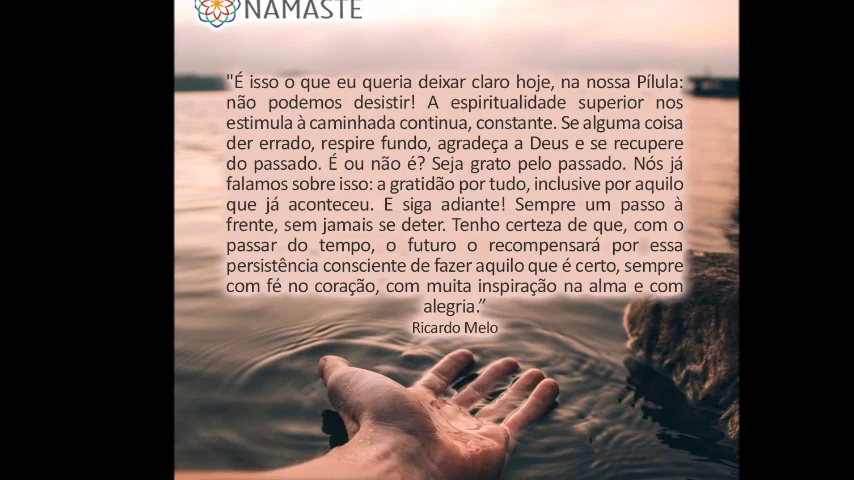 NAMASTE
"É isso o que eu queria deixar claro hoje, na nossa Pílula:
não podemos desistir! A espiritualidade superior nos
estimula à caminhada continua, constante. Se alguma coisa
der errado, respire fundo, agradeça a Deus e se recupere
do passado. É ou não é? Seja grato pelo passado. Nós já
falamos sobre isso: a gratidão por tudo, inclusive por aquilo
que já aconteceu. E siga adiante! Sempre um passo à
frente, sem jamais se deter. Tenho certeza de que, com o
passar do tempo, o futuro o recompensará por essa
persistência consciente de fazer aquilo que é certo, sempre
com fé no coração, com muita inspiração na alma e com
alegria.”
Ricardo Melo